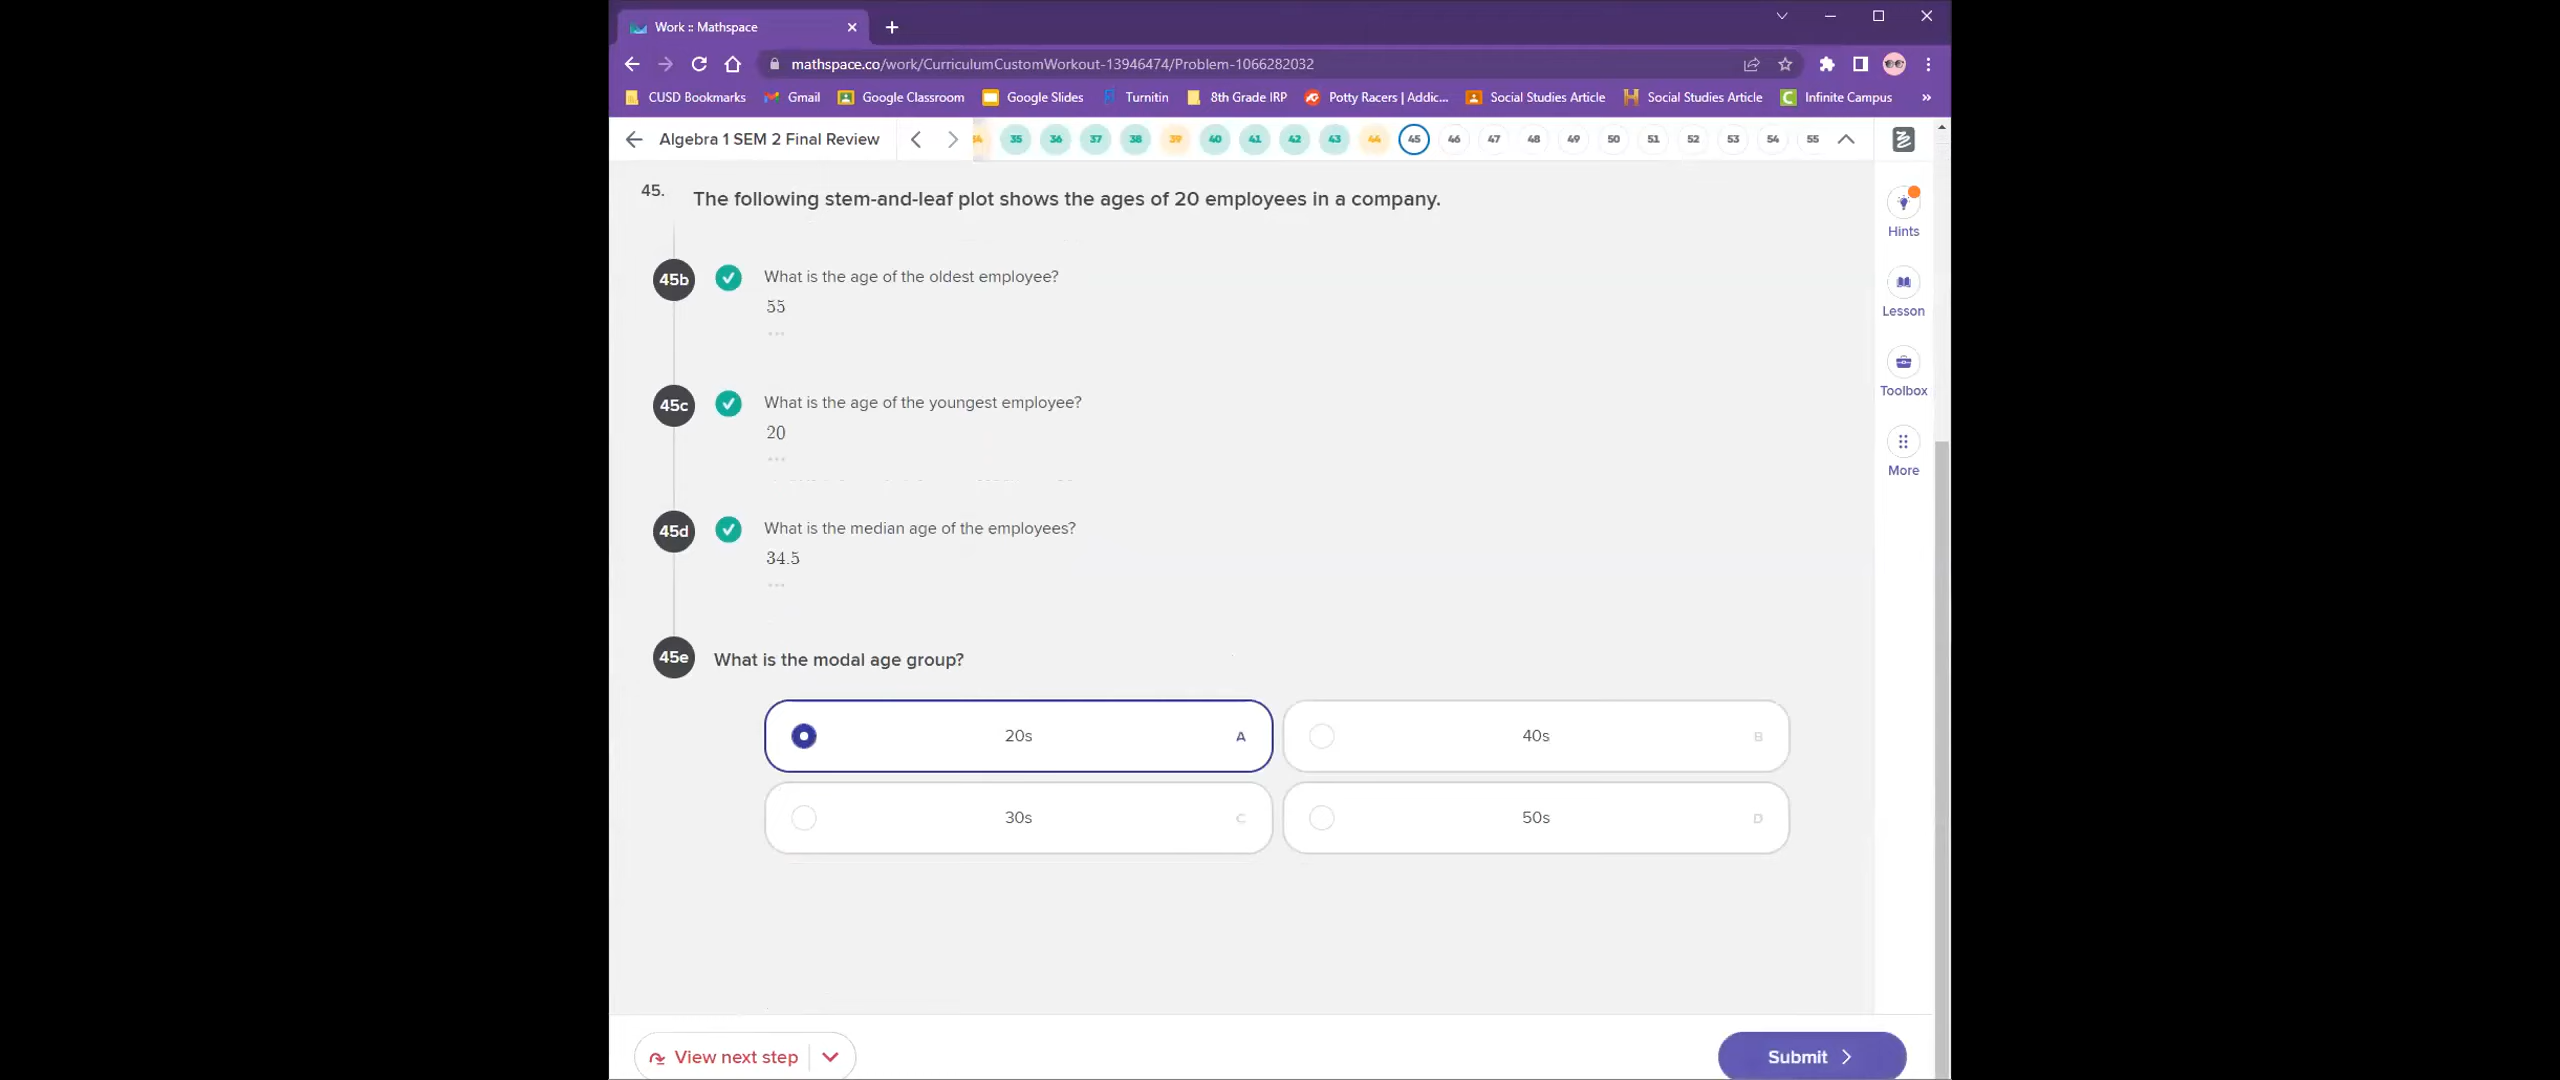 Work :: Mathspace
mathspace.co/work/CurriculumCustomWorkout-13946474/Problem-1066282032
CUSD Bookmarks Gmail Google Classroom Google Slides Turnitin 8th Grade IRP Potty Racers | Addic... Social Studies Article Social Studies Article Infinite Campus »
Algebra 1 SEM 2 Final Review 35 36 37 38 39 40 41 42 43 44 45 46 47 48 49 50 51 52 53 54 55
45. The following stem-and-leaf plot shows the ages of 20 employees in a company.
Hints
Lesson
Toolbox
More
45b What is the age of the oldest employee?
55
...
45c What is the age of the youngest employee?
20
...
45d What is the median age of the employees?
34.5
...
45e What is the modal age group?
20s A
40s B
30s C
50s D
View next step
Submit